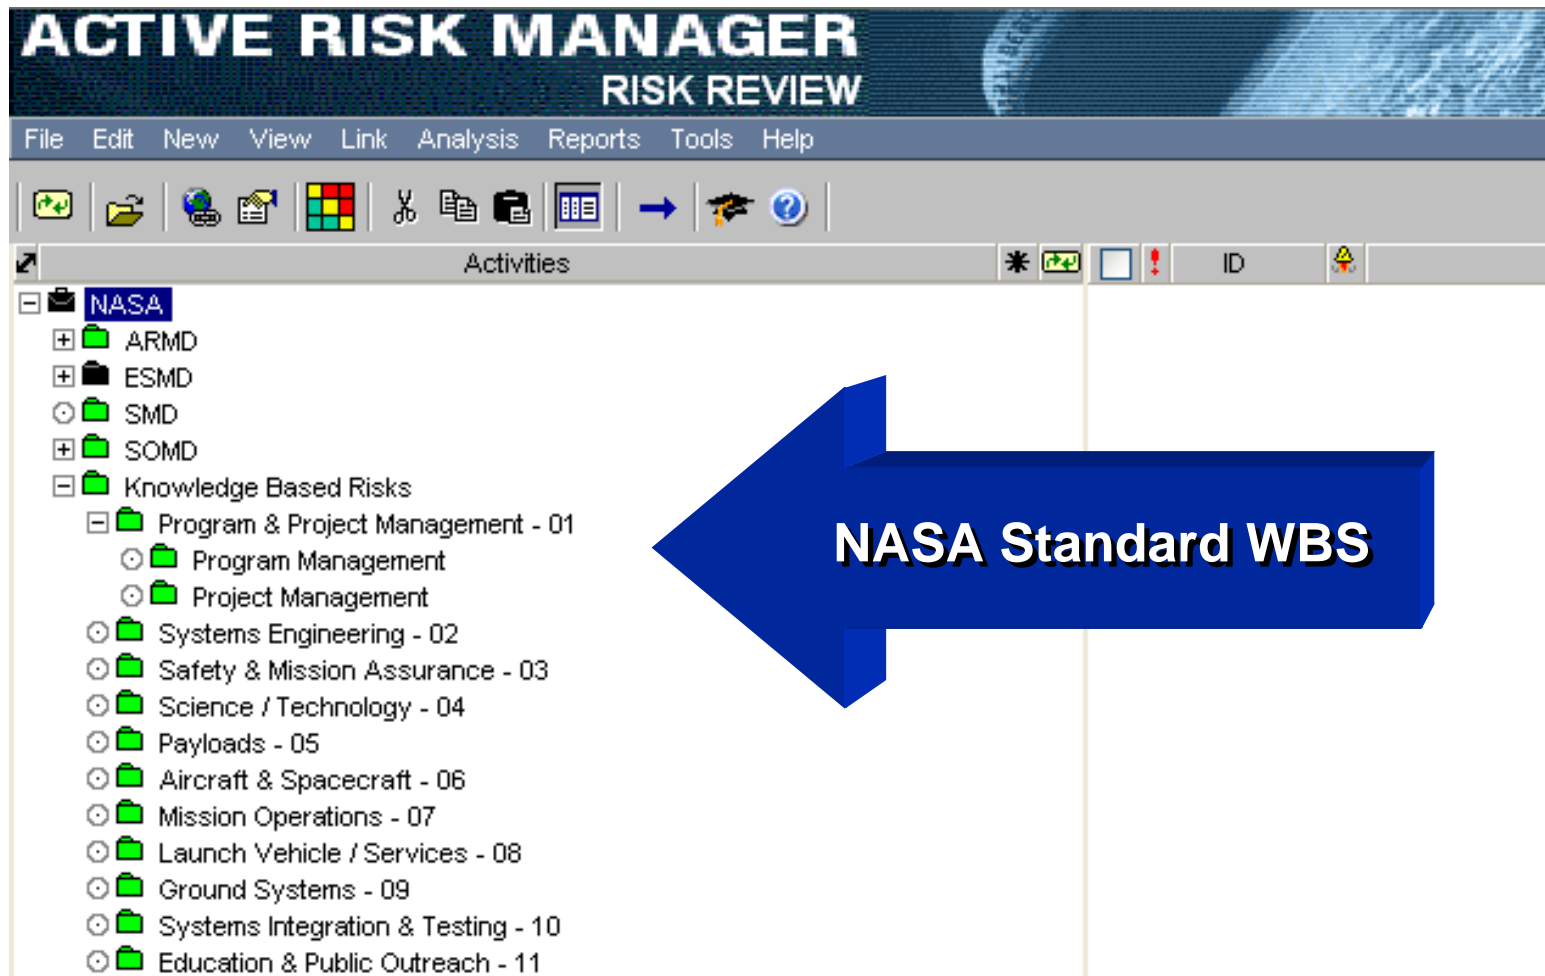 ACTIVE RISK MANAGER
RISK REVIEW
File Edit New View Link Analysis Reports Tools Help
Activities ID
NASA
ARMD
ESMD
SMD
SOMD
Knowledge Based Risks
Program & Project Management - 01
Program Management
Project Management
Systems Engineering - 02
Safety & Mission Assurance - 03
Science / Technology - 04
Payloads - 05
Aircraft & Spacecraft - 06
Mission Operations - 07
Launch Vehicle / Services - 08
Ground Systems - 09
Systems Integration & Testing - 10
Education & Public Outreach - 11
NASA Standard WBS